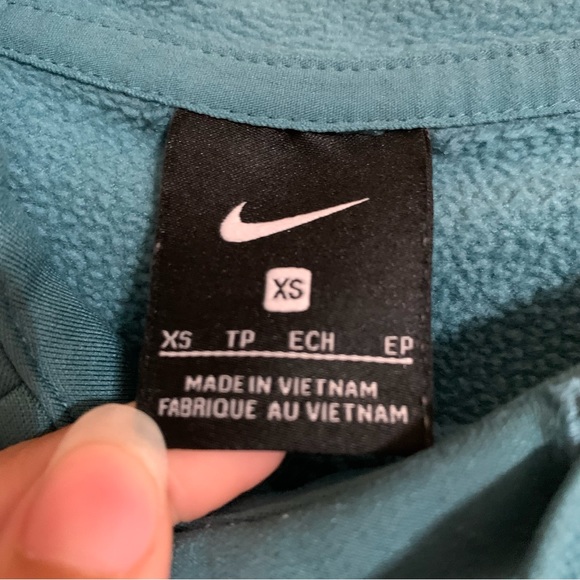 XS
XS TP ECH EP
MADE IN VIETNAM
FABRIQUE AU VIETNAM